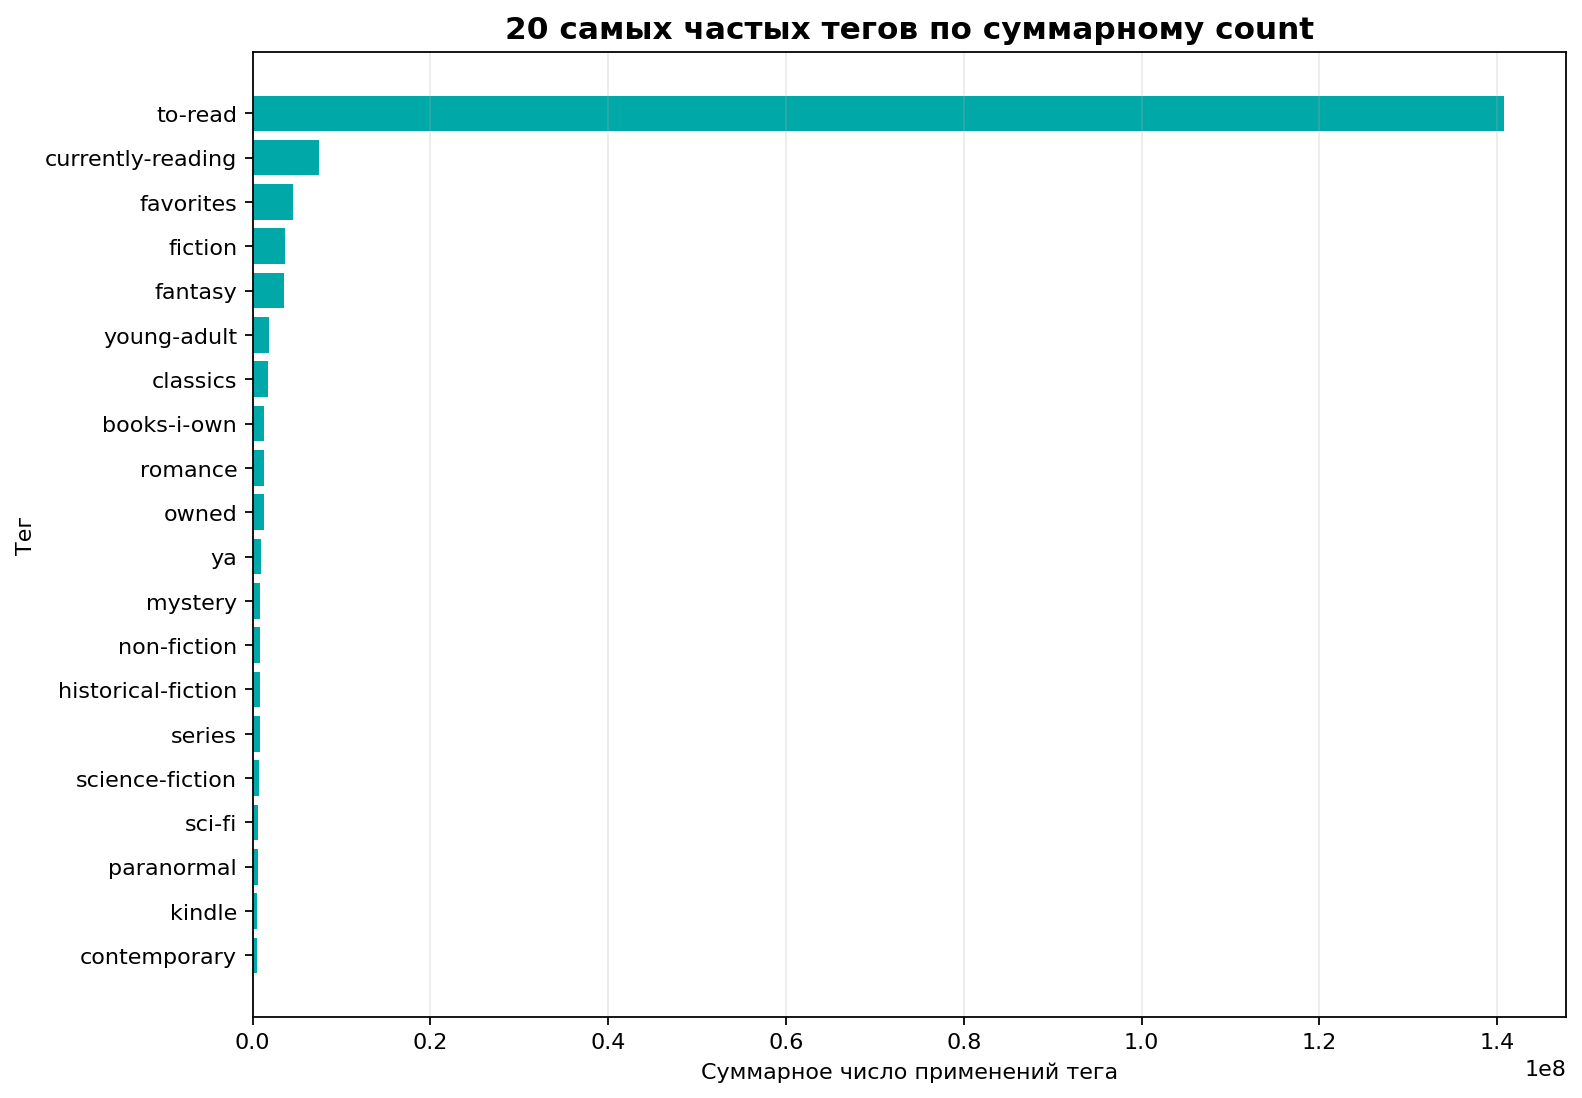 20 самых частых тегов по суммарному count
to-read
currently-reading
favorites
fiction
fantasy
young-adult
classics
books-i-own
romance
owned
ya
mystery
non-fiction
historical-fiction
series
science-fiction
sci-fi
paranormal
kindle
contemporary
Тег
0.0 0.2 0.4 0.6 0.8 1.0 1.2 1.4
1e8
Суммарное число применений тега